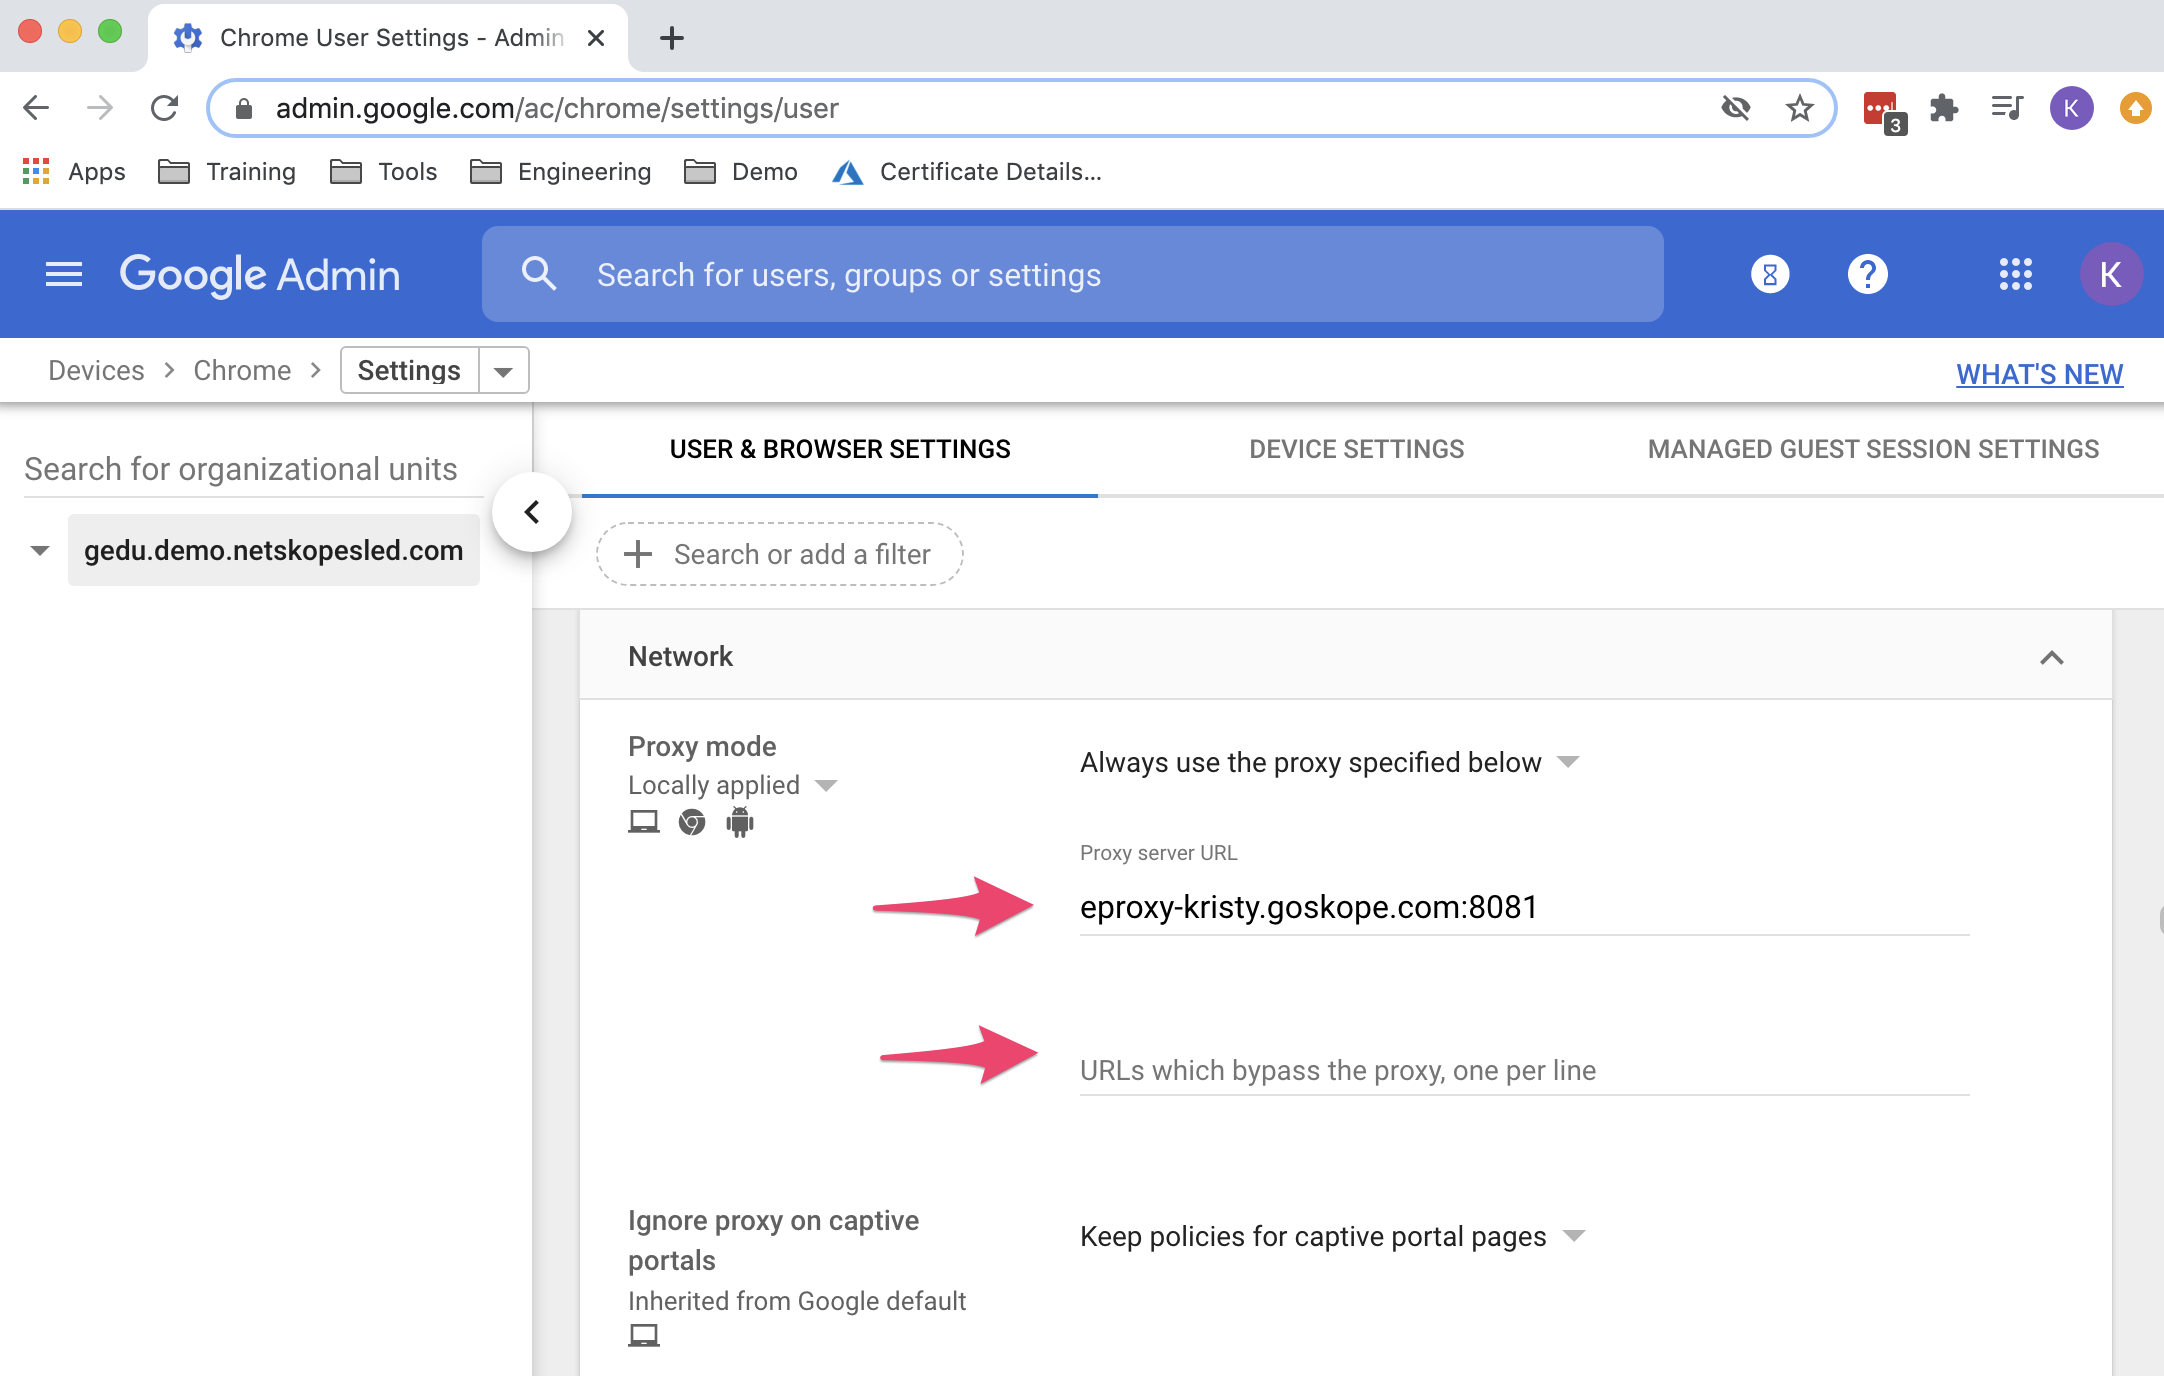 Chrome User Settings - Admin
admin.google.com/ac/chrome/settings/user
3
K
Apps
Training
Tools
Engineering
Demo
Certificate Details...
Google Admin
Search for users, groups or settings
?
K
Devices
Chrome
Settings
WHAT'S NEW
Search for organizational units
gedu.demo.netskopesled.com
USER & BROWSER SETTINGS
DEVICE SETTINGS
MANAGED GUEST SESSION SETTINGS
Search or add a filter
Network
Proxy mode
Locally applied
Always use the proxy specified below
Proxy server URL
eproxy-kristy.goskope.com:8081
URLs which bypass the proxy, one per line
Ignore proxy on captive
portals
Inherited from Google default
Keep policies for captive portal pages